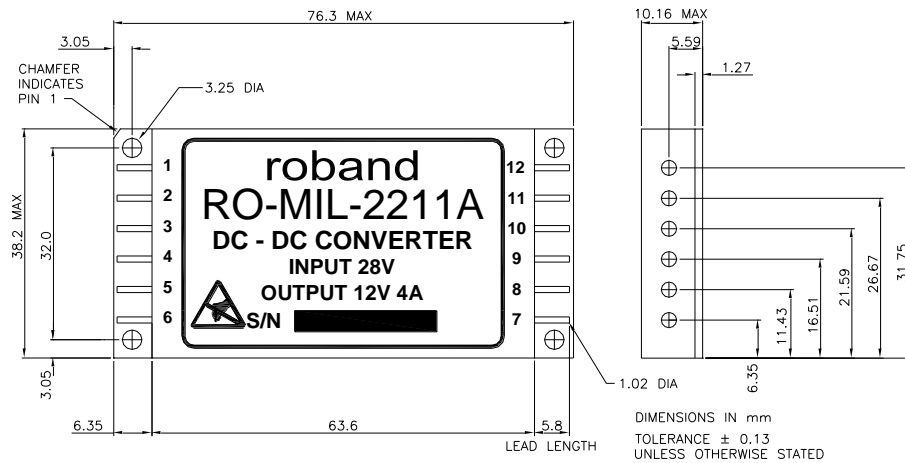 76.3 MAX
10.16 MAX
3.05
5.59
CHAMFER
INDICATES
PIN 1
3.25 DIA
1.27
38.2 MAX
32.0
3.05
1
2
3
4
5
6
roband
RO-MIL-2211A
DC - DC CONVERTER
INPUT 28V
OUTPUT 12V 4A
S/N
12
11
10
9
8
7
6.35
11.43
16.51
21.59
26.67
31.75
1.02 DIA
6.35
63.6
5.8
LEAD LENGTH
DIMENSIONS IN mm
TOLERANCE ± 0.13
UNLESS OTHERWISE STATED